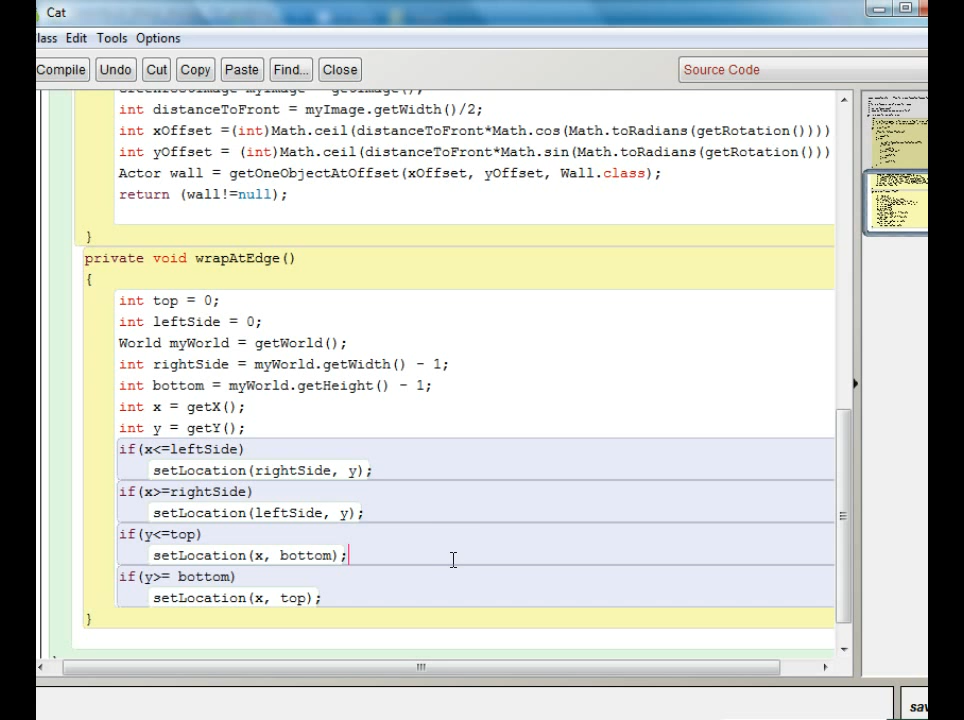 Cat
lass Edit Tools Options
Compile Undo Cut Copy Paste Find... Close Source Code
int distanceToFront = myImage.getWidth()/2;
int xOffset =(int)Math.ceil(distanceToFront*Math.cos(Math.toRadians(getRotation())))
int yOffset = (int)Math.ceil(distanceToFront*Math.sin(Math.toRadians(getRotation()))
Actor wall = getOneObjectAtOffset(xOffset, yOffset, Wall.class);
return (wall!=null);
}
private void wrapAtEdge()
{
int top = 0;
int leftSide = 0;
World myWorld = getWorld();
int rightSide = myWorld.getWidth() - 1;
int bottom = myWorld.getHeight() - 1;
int x = getX();
int y = getY();
if(x<=leftSide)
setLocation(rightSide, y);
if(x>=rightSide)
setLocation(leftSide, y);
if(y<=top)
setLocation(x, bottom);
if(y>= bottom)
setLocation(x, top);
}
sav